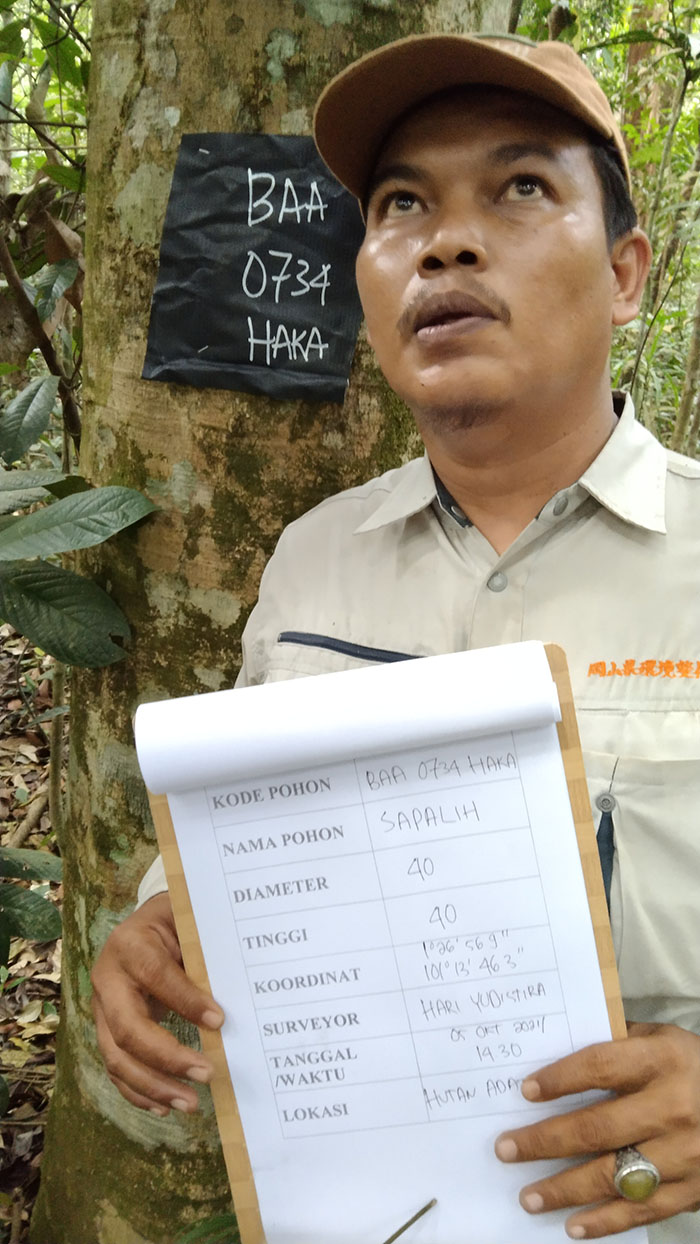 BAA
0734
HAKA
岡山県環境整
KODE POHON BAA 0734 HAKA
NAMA POHON SAPALIH
DIAMETER 40
TINGGI 40
KOORDINAT 1°26' 56 9"
101°13' 46 3"
SURVEYOR HARI YUDISTIRA
TANGGAL 05 OKT 2021/
/WAKTU 14.30
LOKASI HUTAN ADA